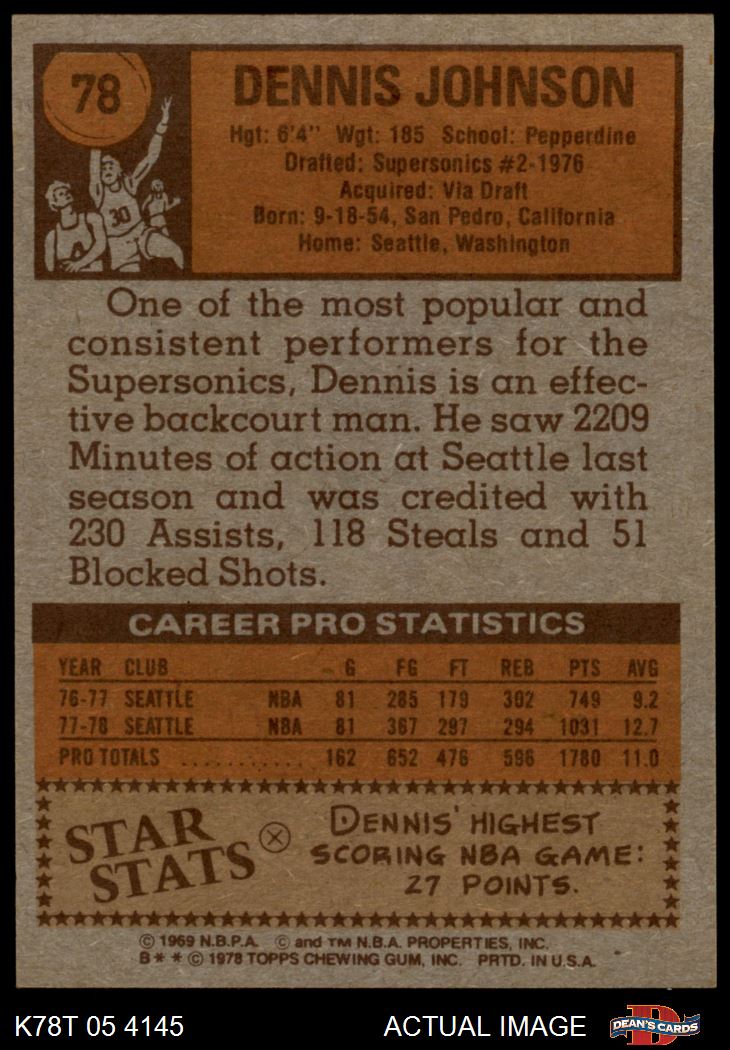 78
DENNIS JOHNSON
Hgt: 6'4" Wgt: 185 School: Pepperdine
Drafted: Supersonics #2-1976
Acquired: Via Draft
Born: 9-18-54, San Pedro, California
Home: Seattle, Washington
30
One of the most popular and
consistent performers for the
Supersonics, Dennis is an effec-
tive backcourt man. He saw 2209
Minutes of action at Seattle last
season and was credited with
230 Assists, 118 Steals and 51
Blocked Shots.
CAREER PRO STATISTICS
YEAR CLUB G FG FT REB PTS AVG
76-77 SEATTLE NBA 81 285 179 302 749 9.2
77-78 SEATTLE NBA 81 367 297 294 1031 12.7
PRO TOTALS ............ 162 652 476 596 1780 11.0
STAR STATS
DENNIS' HIGHEST
SCORING NBA GAME:
27 POINTS.
© 1969 N.B.P.A. © and TM N.B.A. PROPERTIES, INC.
B* * © 1978 TOPPS CHEWING GUM, INC. PRTD. IN U.S.A.
K78T 05 4145 ACTUAL IMAGE
DEAN'S CARDS